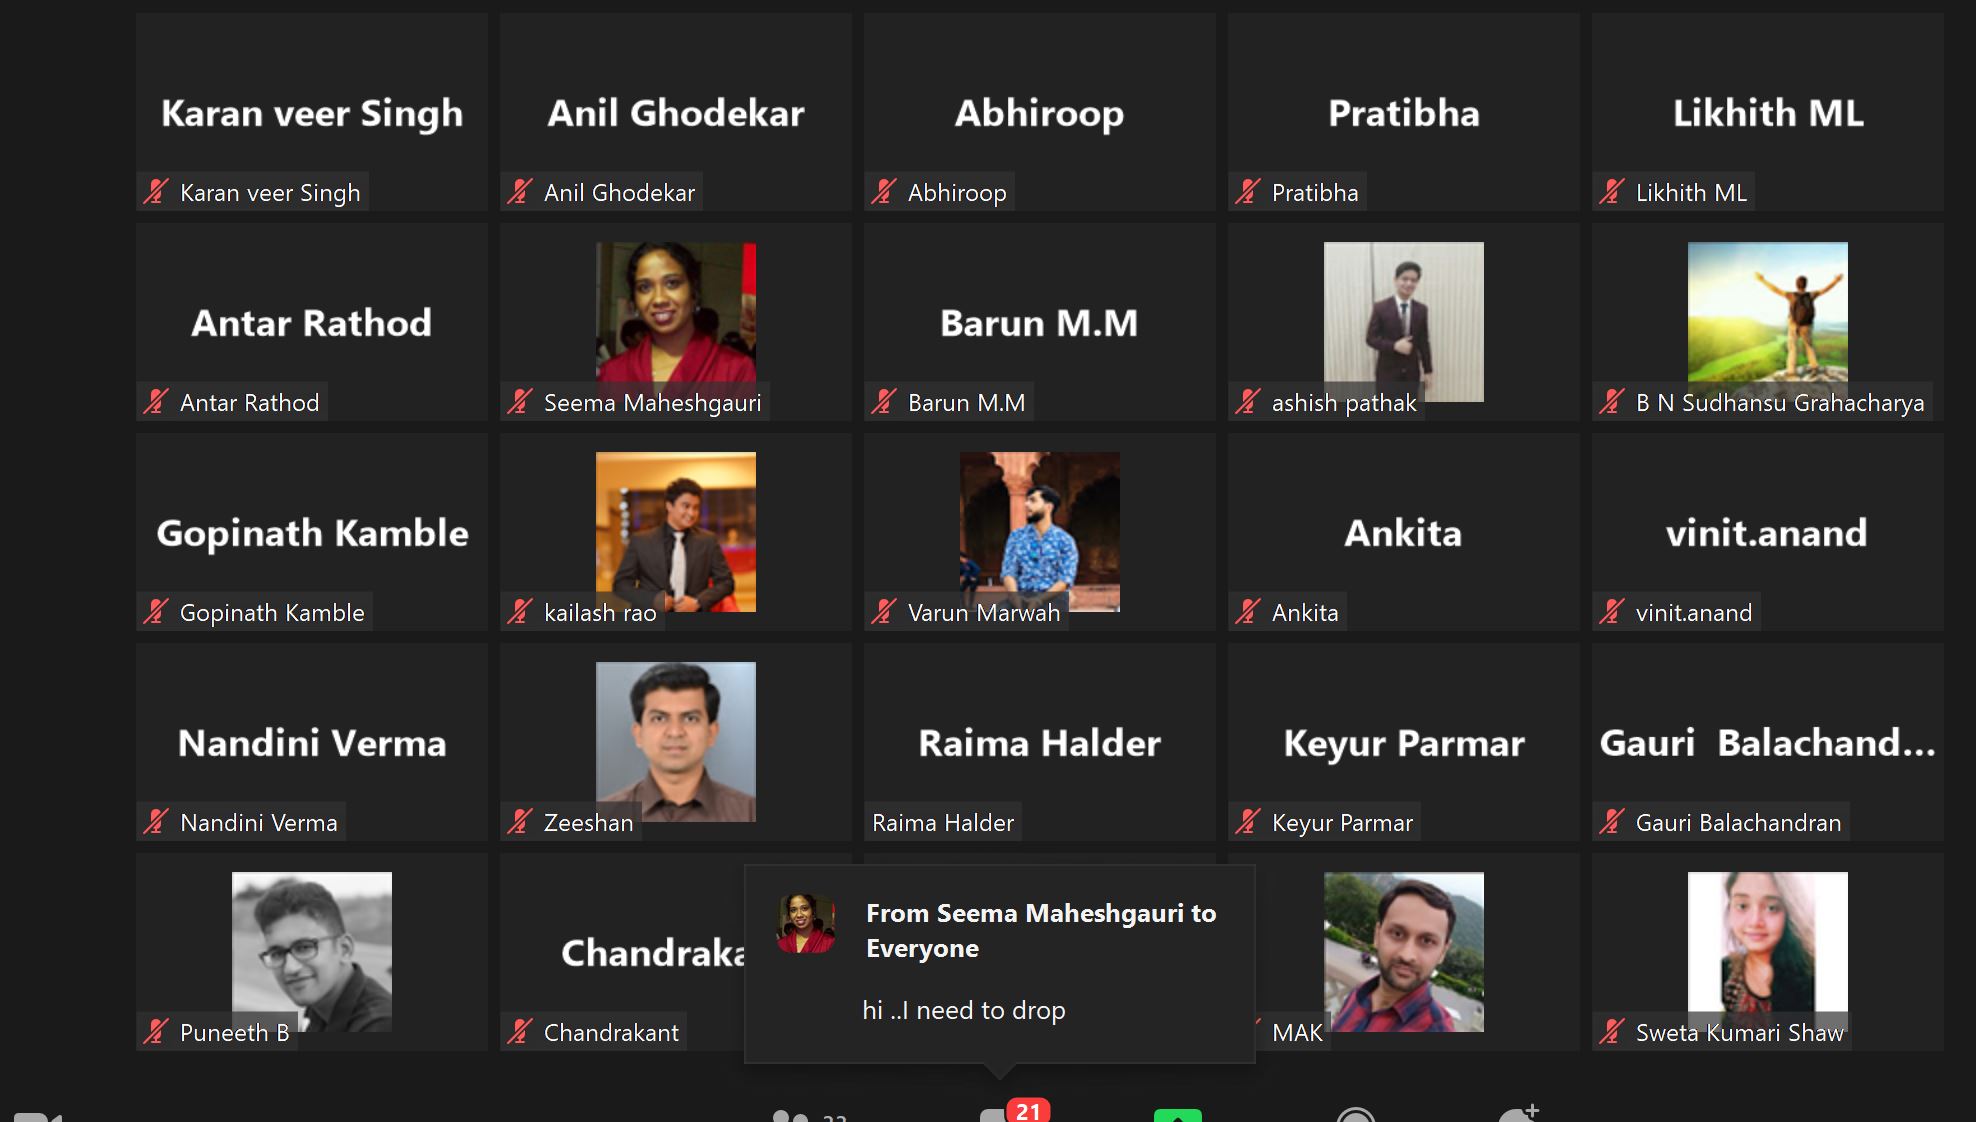 Karan veer Singh
Karan veer Singh
Anil Ghodekar
Anil Ghodekar
Abhiroop
Abhiroop
Pratibha
Pratibha
Likhith ML
Likhith ML
Antar Rathod
Antar Rathod
Seema Maheshgauri
Barun M.M
Barun M.M
ashish pathak
B N Sudhansu Grahacharya
Gopinath Kamble
Gopinath Kamble
kailash rao
Varun Marwah
Ankita
Ankita
vinit.anand
vinit.anand
Nandini Verma
Nandini Verma
Zeeshan
Raima Halder
Raima Halder
Keyur Parmar
Keyur Parmar
Gauri Balachand...
Gauri Balachandran
Puneeth B
Chandraka
Chandrakant
From Seema Maheshgauri to
Everyone
hi ..I need to drop
MAK
Sweta Kumari Shaw
21